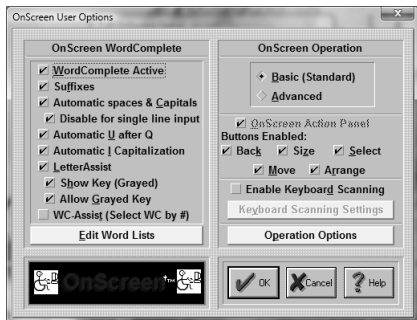 OnScreen User Options
OnScreen WordComplete
WordComplete Active
Suffixes
Automatic spaces & Capitals
Disable for single line input
Automatic U after Q
Automatic I Capitalization
LetterAssist
Show Key (Grayed)
Allow Grayed Key
WC-Assist (Select WC by #)
Edit Word Lists
OnScreen Operation
Basic (Standard)
Advanced
OnScreen Action Panel
Buttons Enabled:
Back Size Select
Move Arrange
Enable Keyboard Scanning
Keyboard Scanning Settings
Operation Options
OnScreen ™
OK Cancel Help